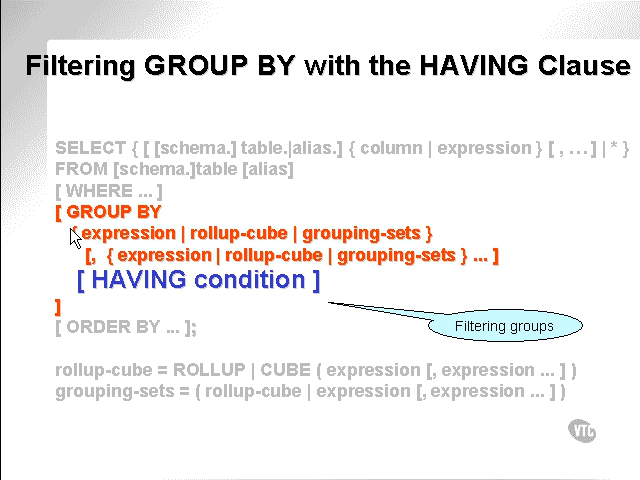 Filtering GROUP BY with the HAVING Clause
SELECT { [ [schema.] table.|alias.] { column | expression } [ , …] | * }
FROM [schema.]table [alias]
[ WHERE ... ]
[ GROUP BY
{ expression | rollup-cube | grouping-sets }
[, { expression | rollup-cube | grouping-sets } ... ]
[ HAVING condition ]
]
[ ORDER BY ... ];
Filtering groups
rollup-cube = ROLLUP | CUBE ( expression [, expression ... ] )
grouping-sets = ( rollup-cube | expression [, expression ... ] )
VTC